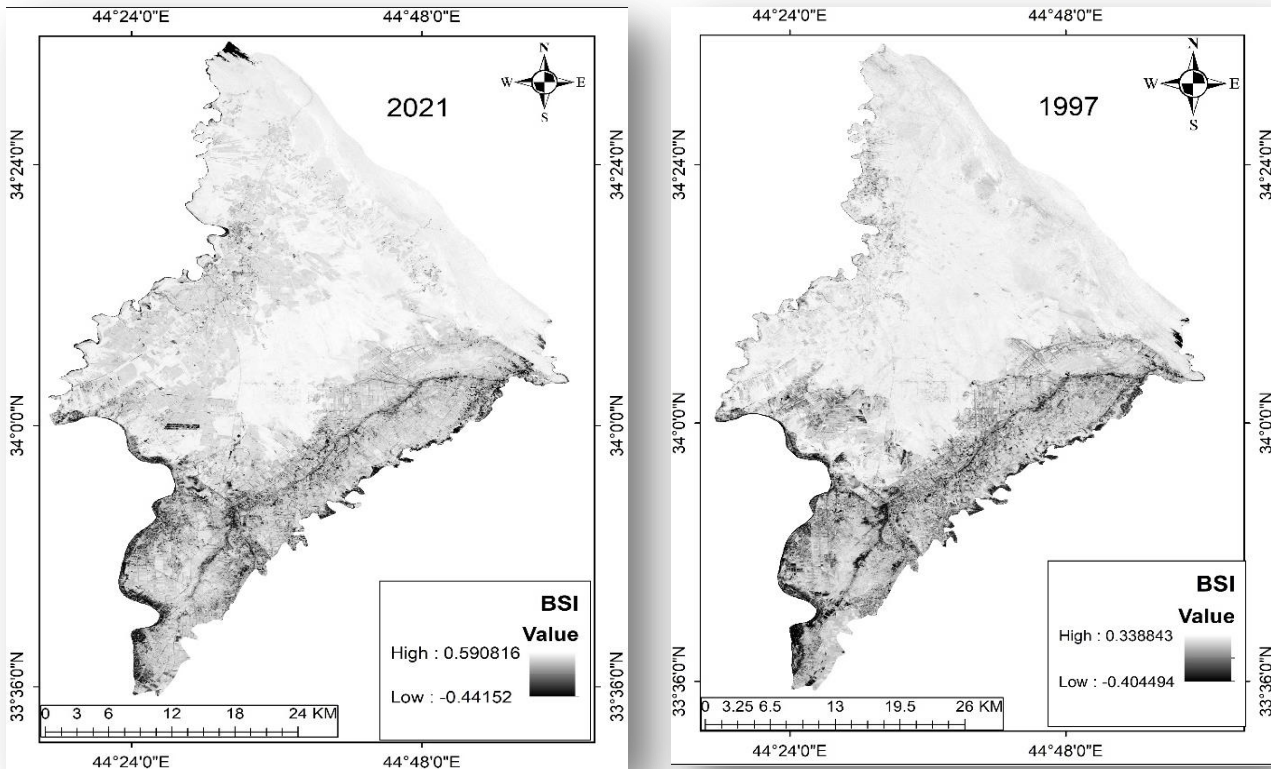 44°24'0"E 44°48'0"E
N
W E
S
2021
34°24'0"N 34°24'0"N
34°0'0"N 34°0'0"N
33°36'0"N 33°36'0"N
BSI
Value
High : 0.590816
Low : -0.44152
0 3 6 12 18 24 KM
44°24'0"E 44°48'0"E
44°24'0"E 44°48'0"E
N
W E
S
1997
34°24'0"N 34°24'0"N
34°0'0"N 34°0'0"N
33°36'0"N 33°36'0"N
BSI
Value
High : 0.338843
Low : -0.404494
0 3.25 6.5 13 19.5 26 KM
44°24'0"E 44°48'0"E